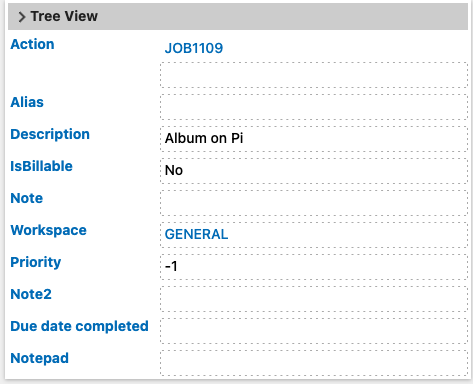 Tree View
Action JOB1109
Alias
Description Album on Pi
IsBillable No
Note
Workspace GENERAL
Priority -1
Note2
Due date completed
Notepad